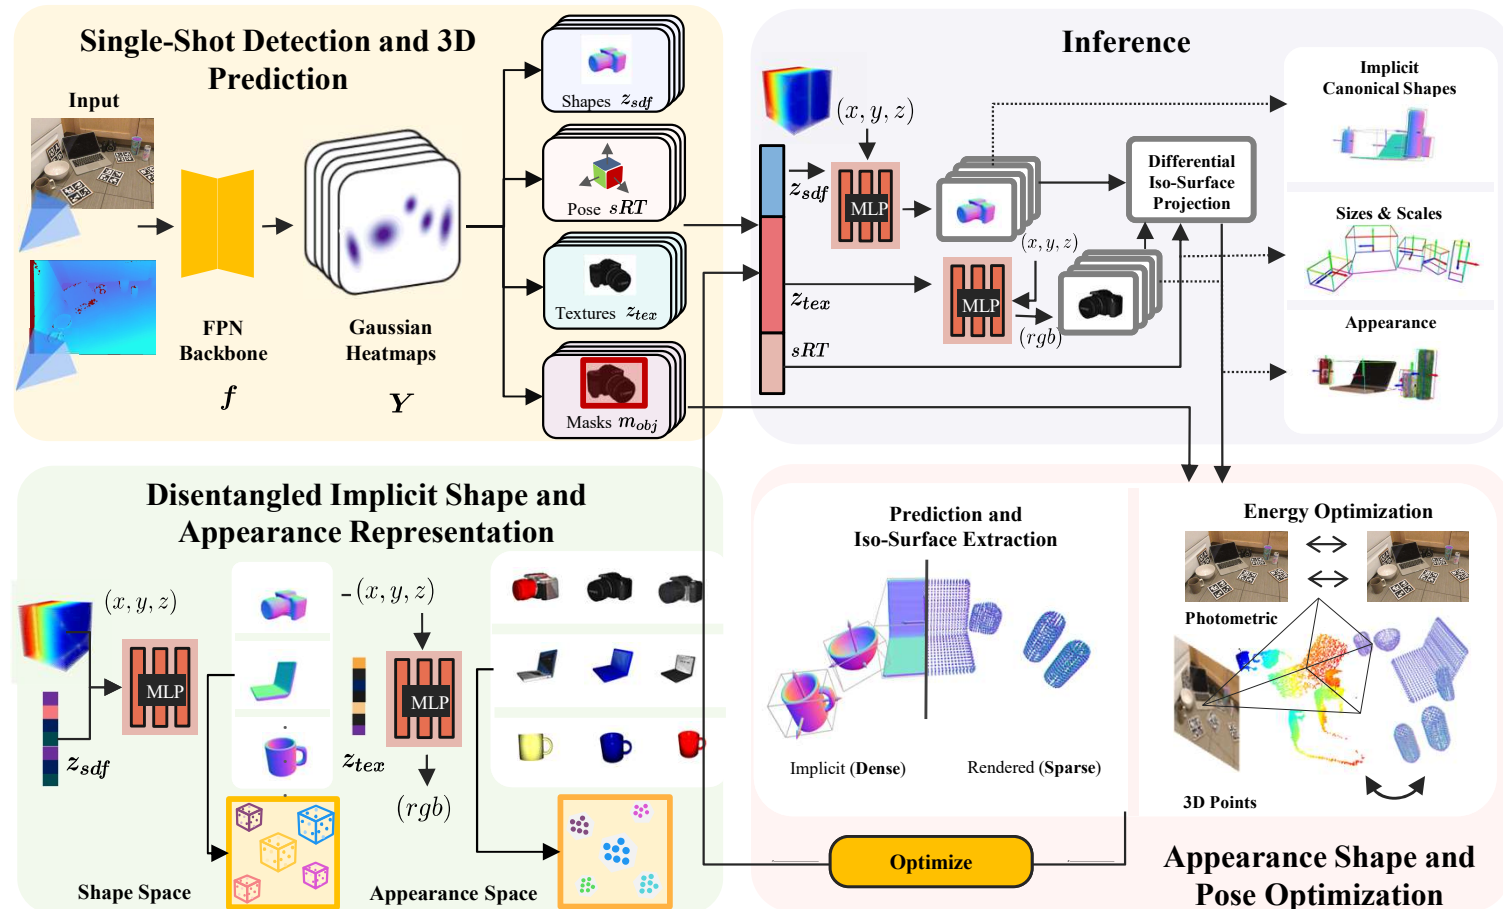 Single-Shot Detection and 3D
Prediction
Input
FPN
Backbone
f
Gaussian
Heatmaps
Y
Shapes z_sdf
Pose sRT
Textures z_tex
Masks m_obj
Inference
(x, y, z)
z_sdf
MLP
(x, y, z)
z_tex
MLP
(rgb)
sRT
Differential
Iso-Surface
Projection
Implicit
Canonical Shapes
Sizes & Scales
Appearance
Disentangled Implicit Shape and
Appearance Representation
(x, y, z)
MLP
z_sdf
(x, y, z)
MLP
z_tex
(rgb)
Shape Space
Appearance Space
Prediction and
Iso-Surface Extraction
Implicit (Dense)
Rendered (Sparse)
Energy Optimization
Photometric
3D Points
Optimize
Appearance Shape and
Pose Optimization